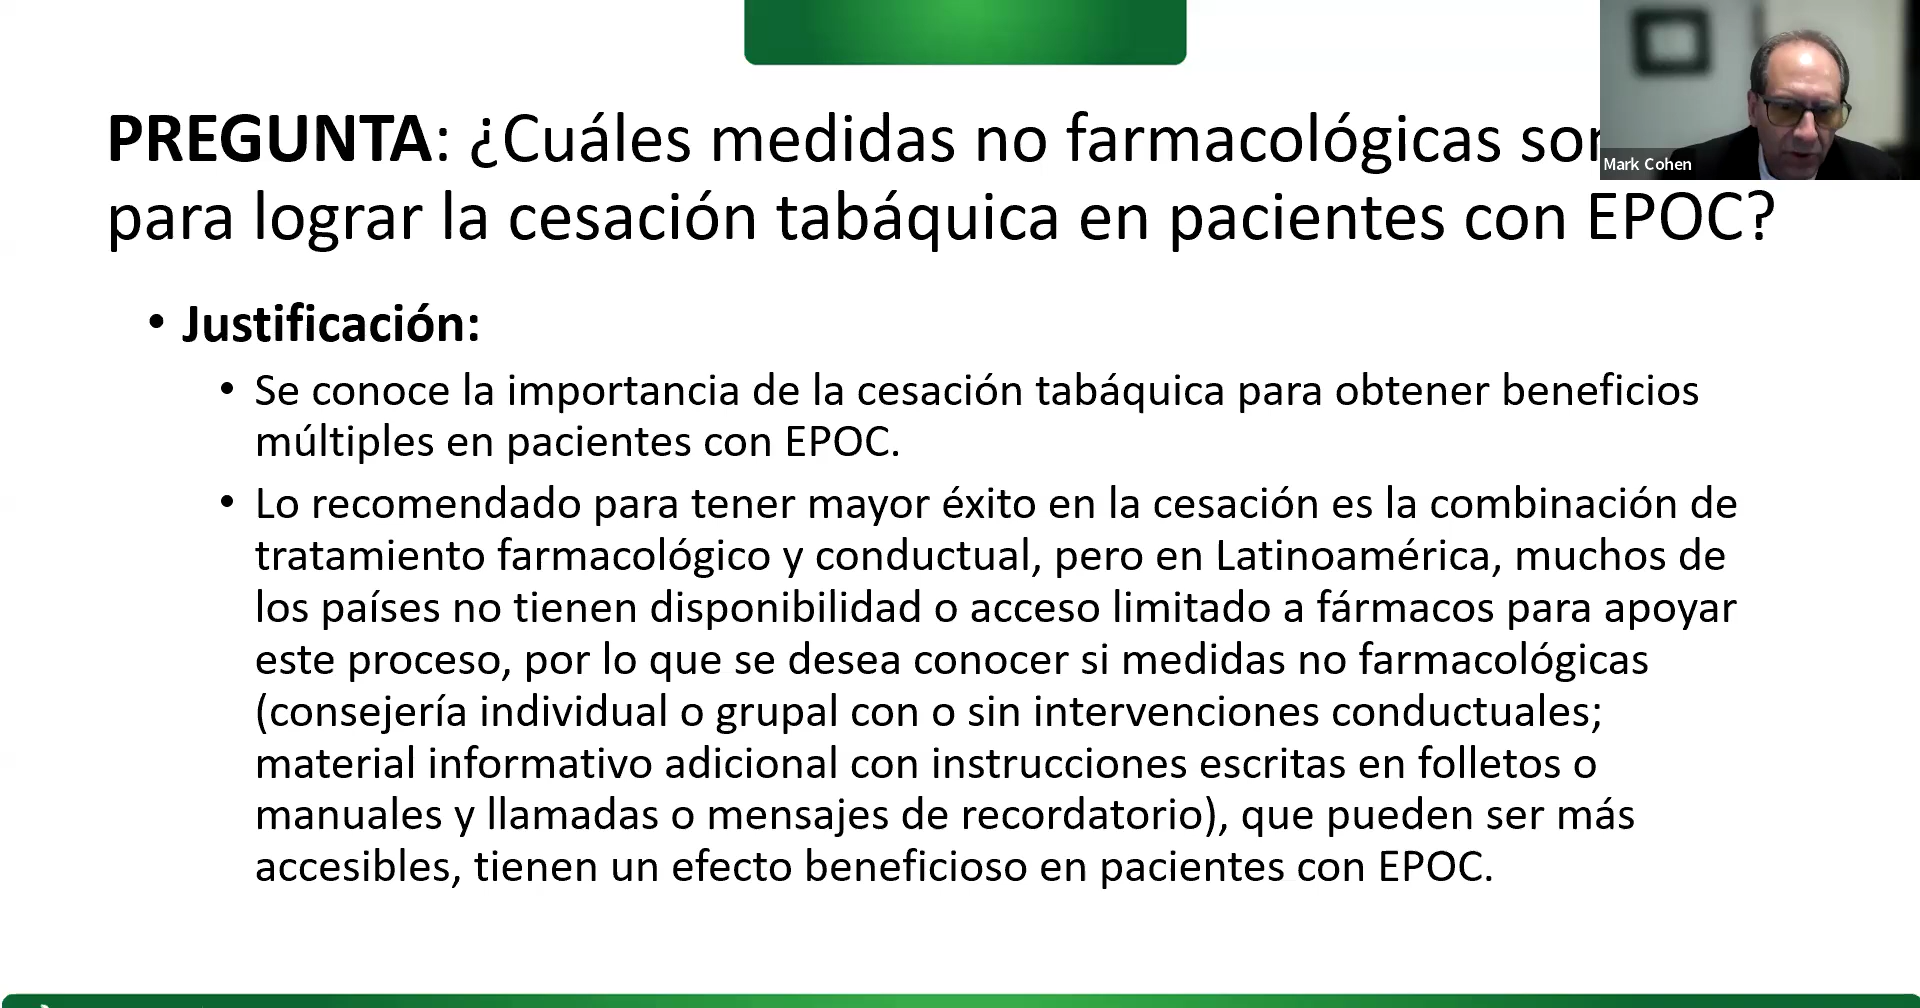 PREGUNTA: ¿Cuáles medidas no farmacológicas
para lograr la cesación tabáquica en pacientes con EPOC?
Mark Cohen
• Justificación:
• Se conoce la importancia de la cesación tabáquica para obtener beneficios
múltiples en pacientes con EPOC.
• Lo recomendado para tener mayor éxito en la cesación es la combinación de
tratamiento farmacológico y conductual, pero en Latinoamérica, muchos de
los países no tienen disponibilidad o acceso limitado a fármacos para apoyar
este proceso, por lo que se desea conocer si medidas no farmacológicas
(consejería individual o grupal con o sin intervenciones conductuales;
material informativo adicional con instrucciones escritas en folletos o
manuales y llamadas o mensajes de recordatorio), que pueden ser más
accesibles, tienen un efecto beneficioso en pacientes con EPOC.